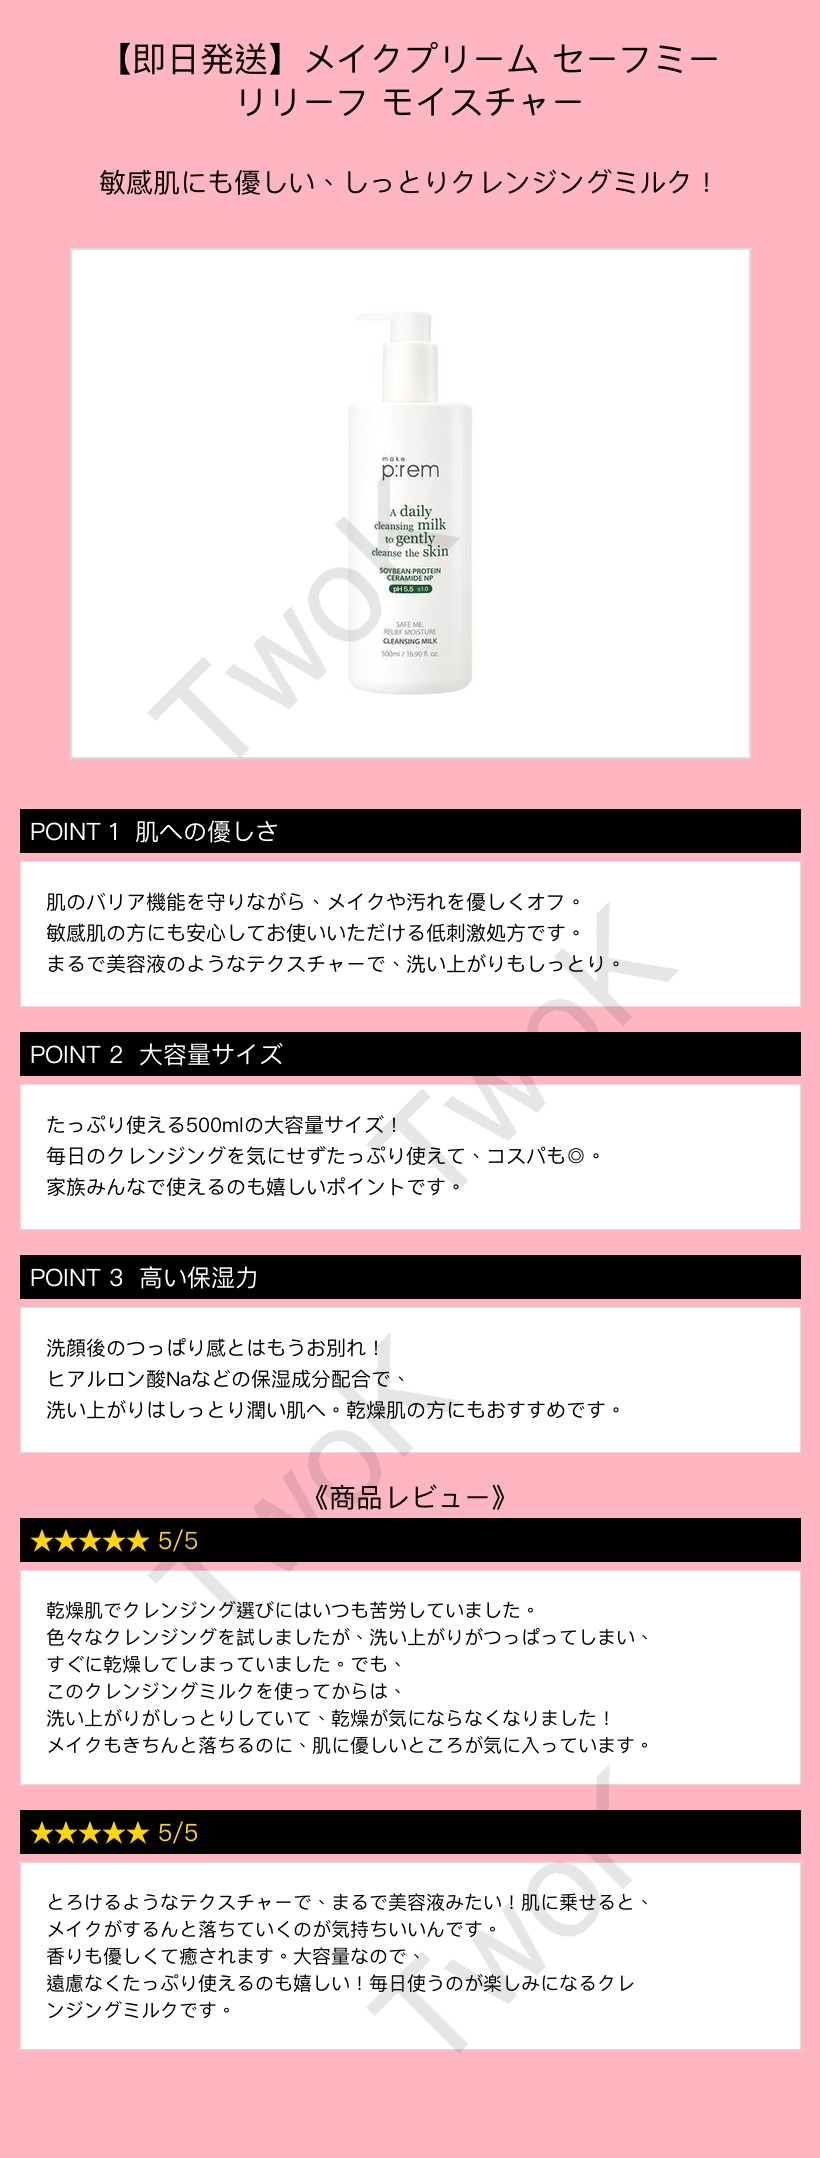 【即日発送】メイクプリーム セーフミー
リリーフ モイスチャー
敏感肌にも優しい、しっとりクレンジングミルク！
make
p:rem
A daily
cleansing milk
to gently
cleanse the skin
SOYBEAN PROTEIN
CERAMIDE NP
pH 5.5 ±1.0
SAFE ME.
RELIEF MOISTURE
CLEANSING MILK
500ml / 16.90 fl. oz.
TwoK
POINT 1 肌への優しさ
肌のバリア機能を守りながら、メイクや汚れを優しくオフ。
敏感肌の方にも安心してお使いいただける低刺激処方です。
まるで美容液のようなテクスチャーで、洗い上がりもしっとり。
TwoK
POINT 2 大容量サイズ
たっぷり使える500mlの大容量サイズ！
毎日のクレンジングを気にせずたっぷり使えて、コスパも◎。
家族みんなで使えるのも嬉しいポイントです。
POINT 3 高い保湿力
洗顔後のつっぱり感とはもうお別れ！
ヒアルロン酸Naなどの保湿成分配合で、
洗い上がりはしっとり潤い肌へ。乾燥肌の方にもおすすめです。
TwoK
《商品レビュー》
★★★★★ 5/5
乾燥肌でクレンジング選びにはいつも苦労していました。
色々なクレンジングを試しましたが、洗い上がりがつっぱってしまい、
すぐに乾燥してしまっていました。でも、
このクレンジングミルクを使ってからは、
洗い上がりがしっとりしていて、乾燥が気にならなくなりました！
メイクもきちんと落ちるのに、肌に優しいところが気に入っています。
★★★★★ 5/5
とろけるようなテクスチャーで、まるで美容液みたい！肌に乗せると、
メイクがするんと落ちていくのが気持ちいいんです。
香りも優しくて癒されます。大容量なので、
遠慮なくたっぷり使えるのも嬉しい！毎日使うのが楽しみになるクレ
ンジングミルクです。
TwoK